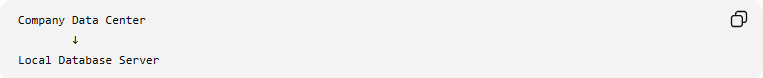 Company Data Center
↓
Local Database Server